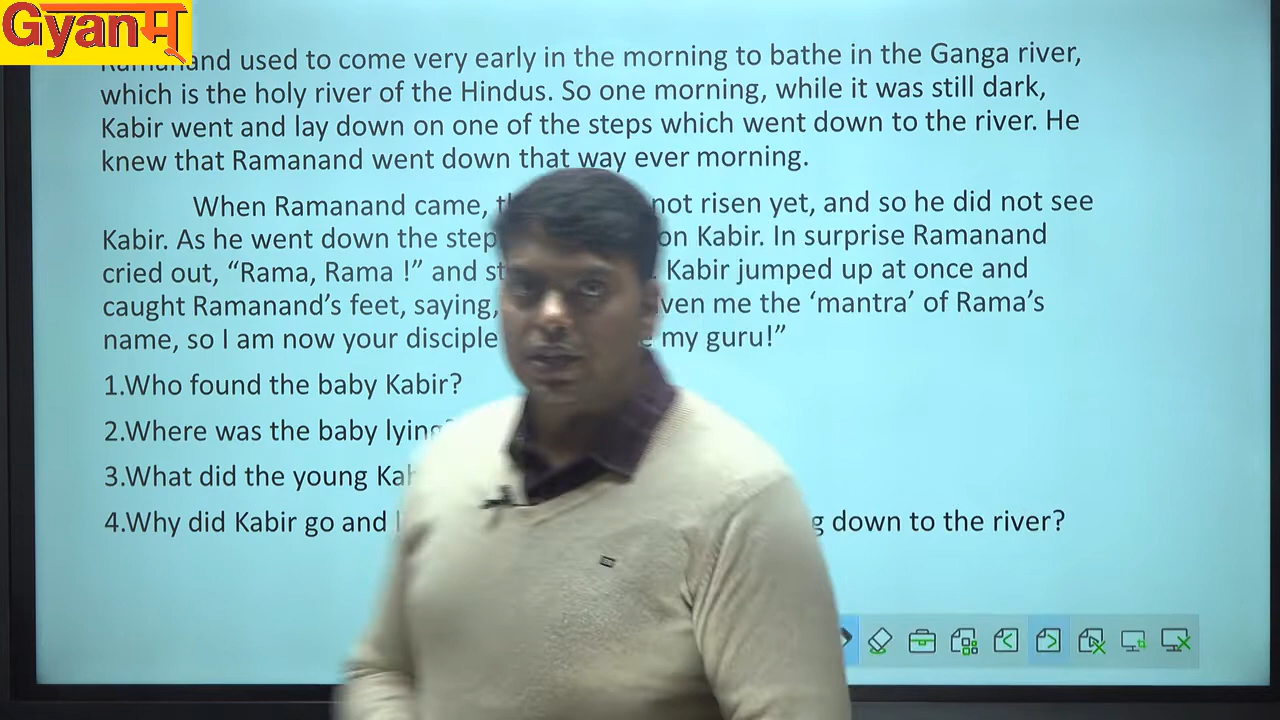 Gyanम्
Ramanand used to come very early in the morning to bathe in the Ganga river,
which is the holy river of the Hindus. So one morning, while it was still dark,
Kabir went and lay down on one of the steps which went down to the river. He
knew that Ramanand went down that way ever morning.
When Ramanand came, not risen yet, and so he did not see
Kabir. As he went down the on Kabir. In surprise Ramanand
cried out, “Rama, Rama !” and Kabir jumped up at once and
caught Ramanand’s feet, saying, me the ‘mantra’ of Rama’s
name, so I am now your disciple my guru!”
1.Who found the baby Kabir?
2.Where was the baby lying?
3.What did the young
4.Why did Kabir go and down to the river?